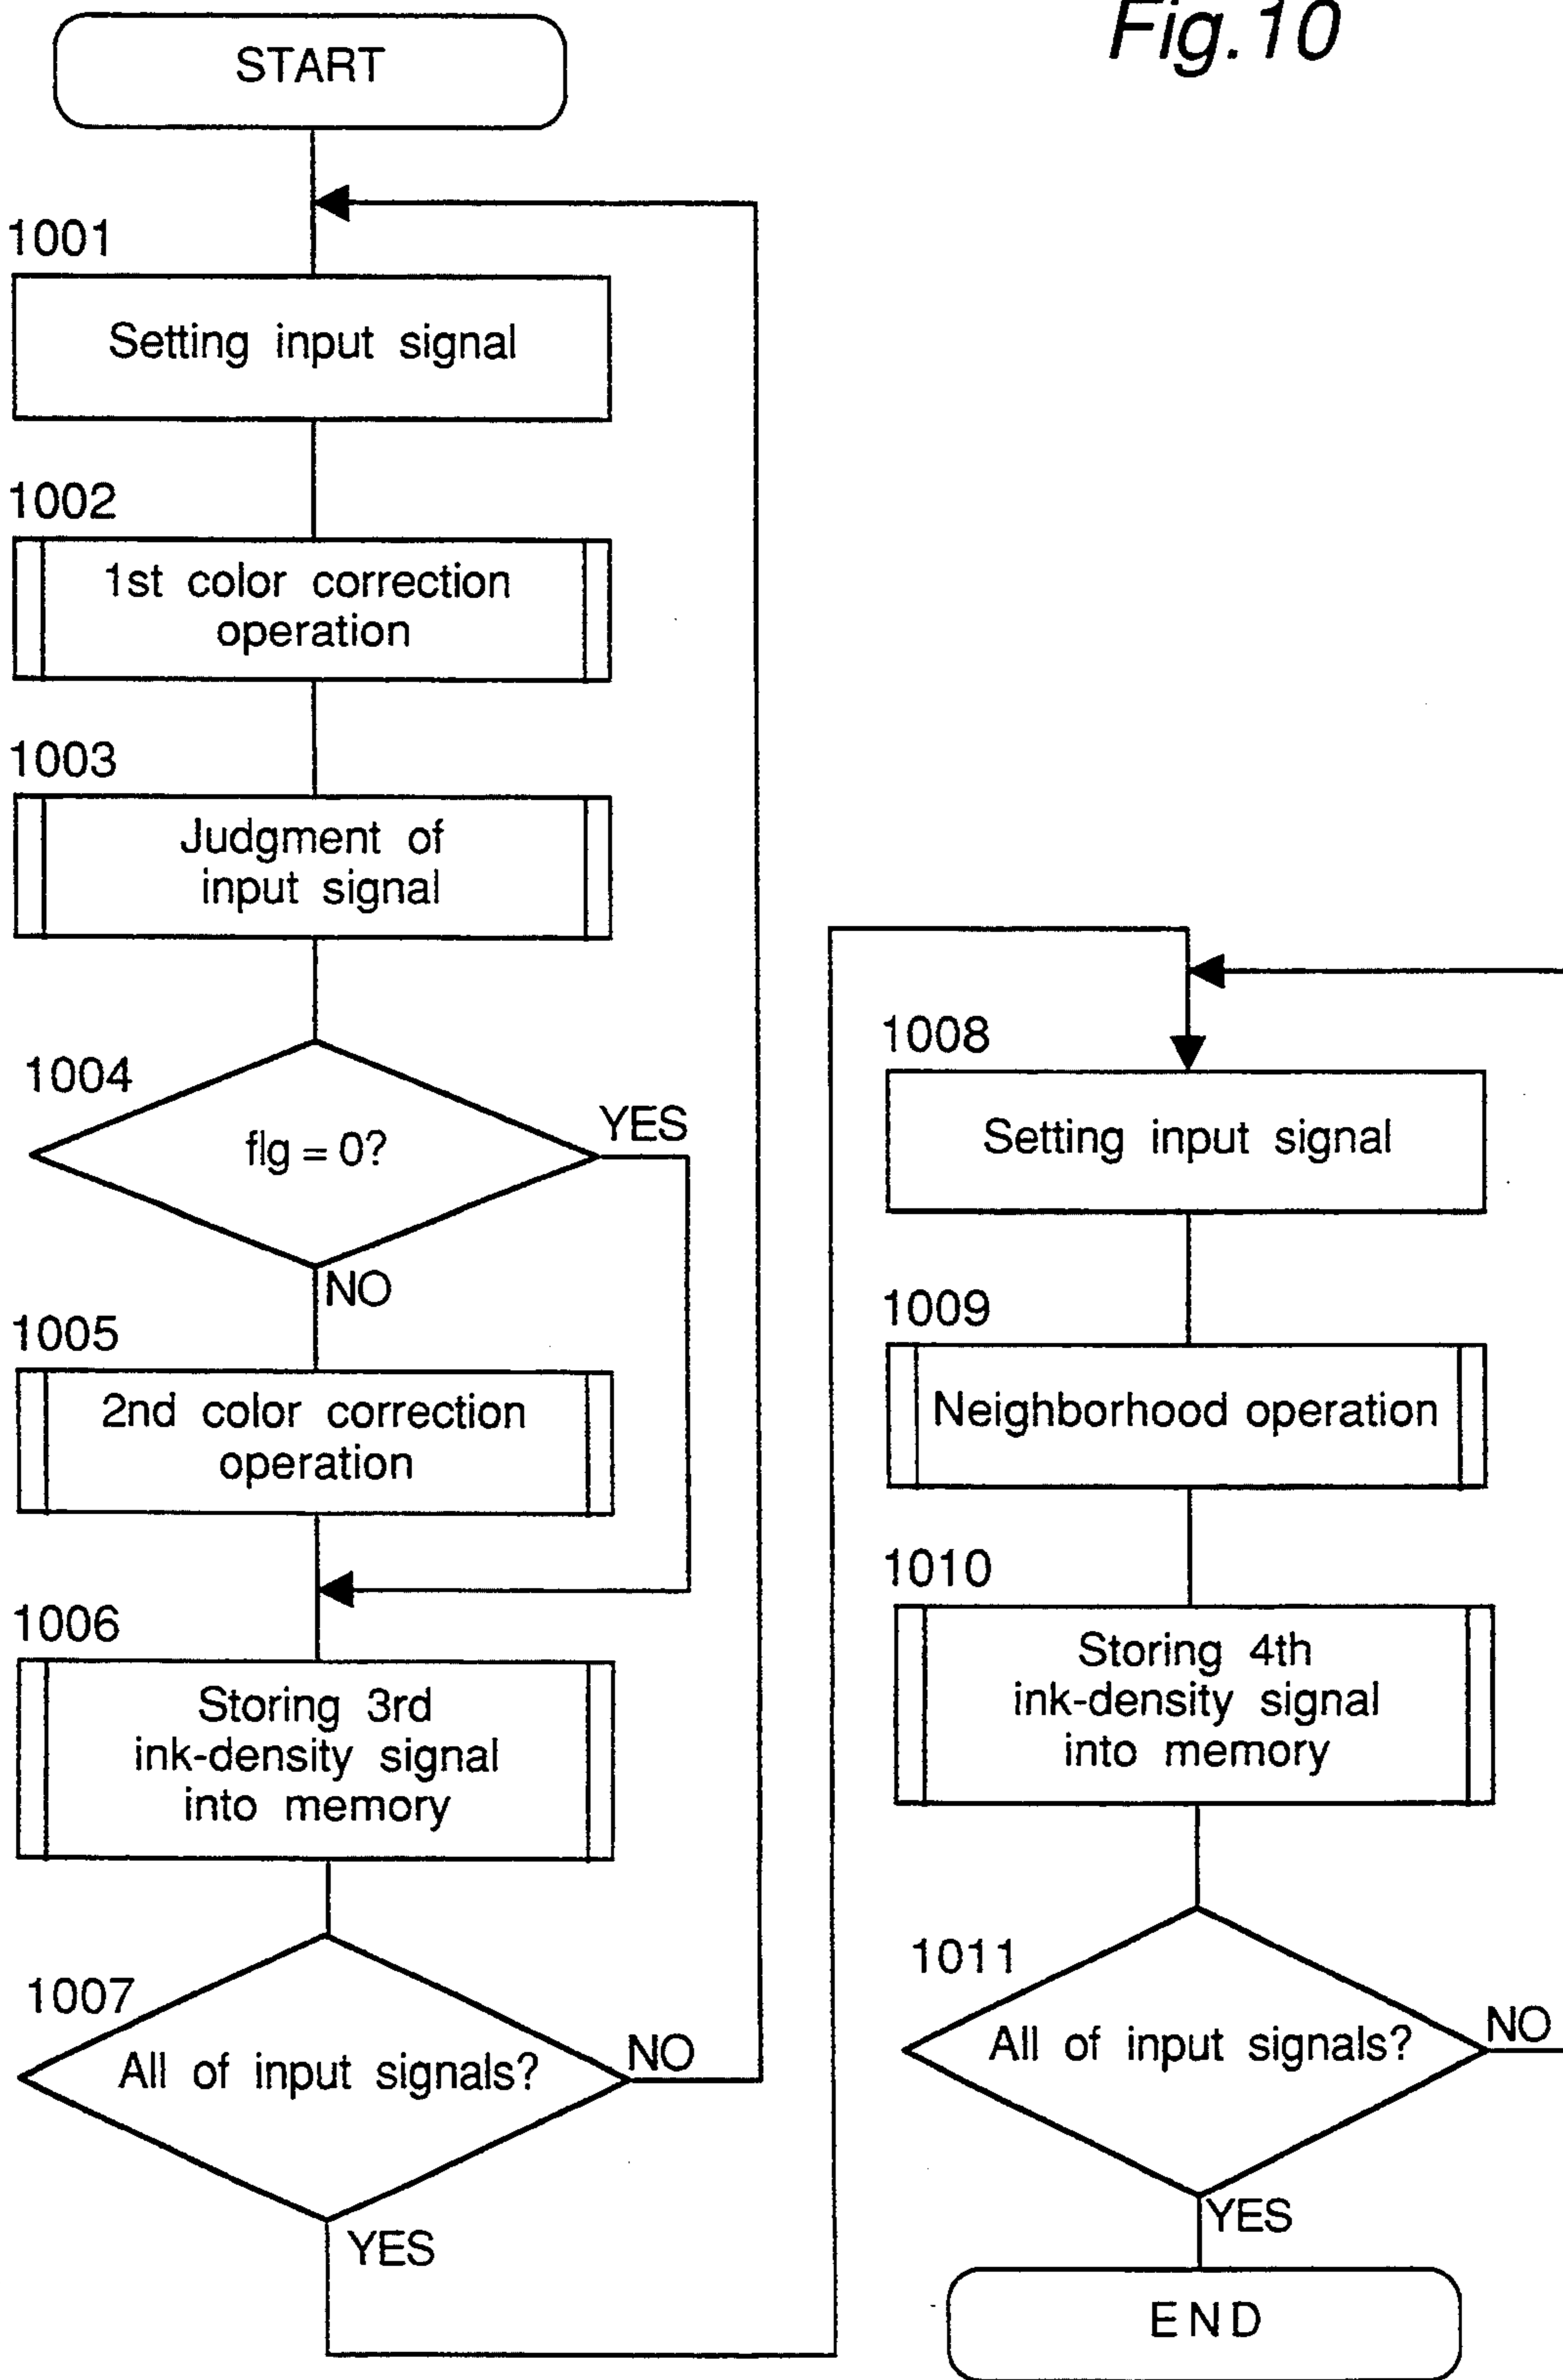 Fig.10
START
1001
Setting input signal
1002
1st color correction
operation
1003
Judgment of
input signal
1004
flg = 0?
YES
NO
1005
2nd color correction
operation
1006
Storing 3rd
ink-density signal
into memory
1007
All of input signals?
NO
YES
1008
Setting input signal
1009
Neighborhood operation
1010
Storing 4th
ink-density signal
into memory
1011
All of input signals?
NO
YES
END